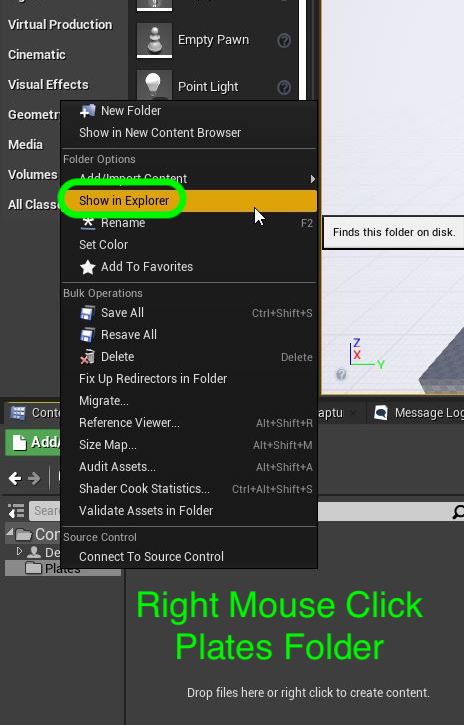 Virtual Production
Empty Pawn
Cinematic
Visual Effects
Point Light
Geometr
New Folder
Show in New Content Browser
Media
Folder Options
Volumes
Add/Import Content
All Class
Show in Explorer
Rename F2
Finds this folder on disk.
Set Color
Add To Favorites
Bulk Operations
Save All Ctrl+Shift+S
Resave All
Delete Delete
Fix Up Redirectors in Folder
Migrate...
Reference Viewer... Alt+Shift+R
Size Map... Alt+Shift+M
Audit Assets... Alt+Shift+A
Shader Cook Statistics... Ctrl+Alt+Shift+S
Validate Assets in Folder
Source Control
Connect To Source Control
Z
X
Y
Conte
aptu
Message Log
Add/
Sear
Con
De
Plates
Right Mouse Click
Plates Folder
Drop files here or right click to create content.